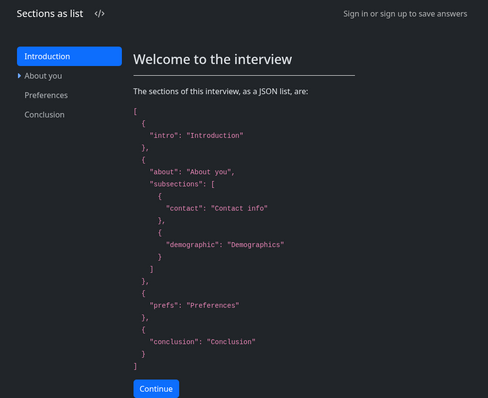 Sections as list </>
Sign in or sign up to save answers
Introduction
About you
Preferences
Conclusion
Welcome to the interview
The sections of this interview, as a JSON list, are:
[
  {
    "intro": "Introduction"
  },
  {
    "about": "About you",
    "subsections": [
      {
        "contact": "Contact info"
      },
      {
        "demographic": "Demographics"
      }
    ]
  },
  {
    "prefs": "Preferences"
  },
  {
    "conclusion": "Conclusion"
  }
]
Continue